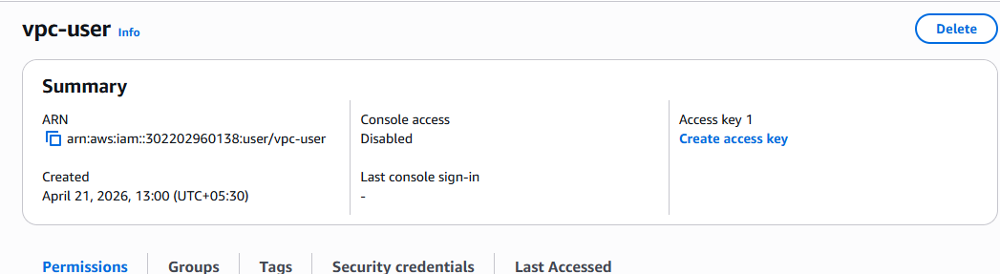 vpc-user Info
Delete
Summary
ARN
arn:aws:iam::302202960138:user/vpc-user
Created
April 21, 2026, 13:00 (UTC+05:30)
Console access
Disabled
Last console sign-in
-
Access key 1
Create access key
Permissions
Groups
Tags
Security credentials
Last Accessed